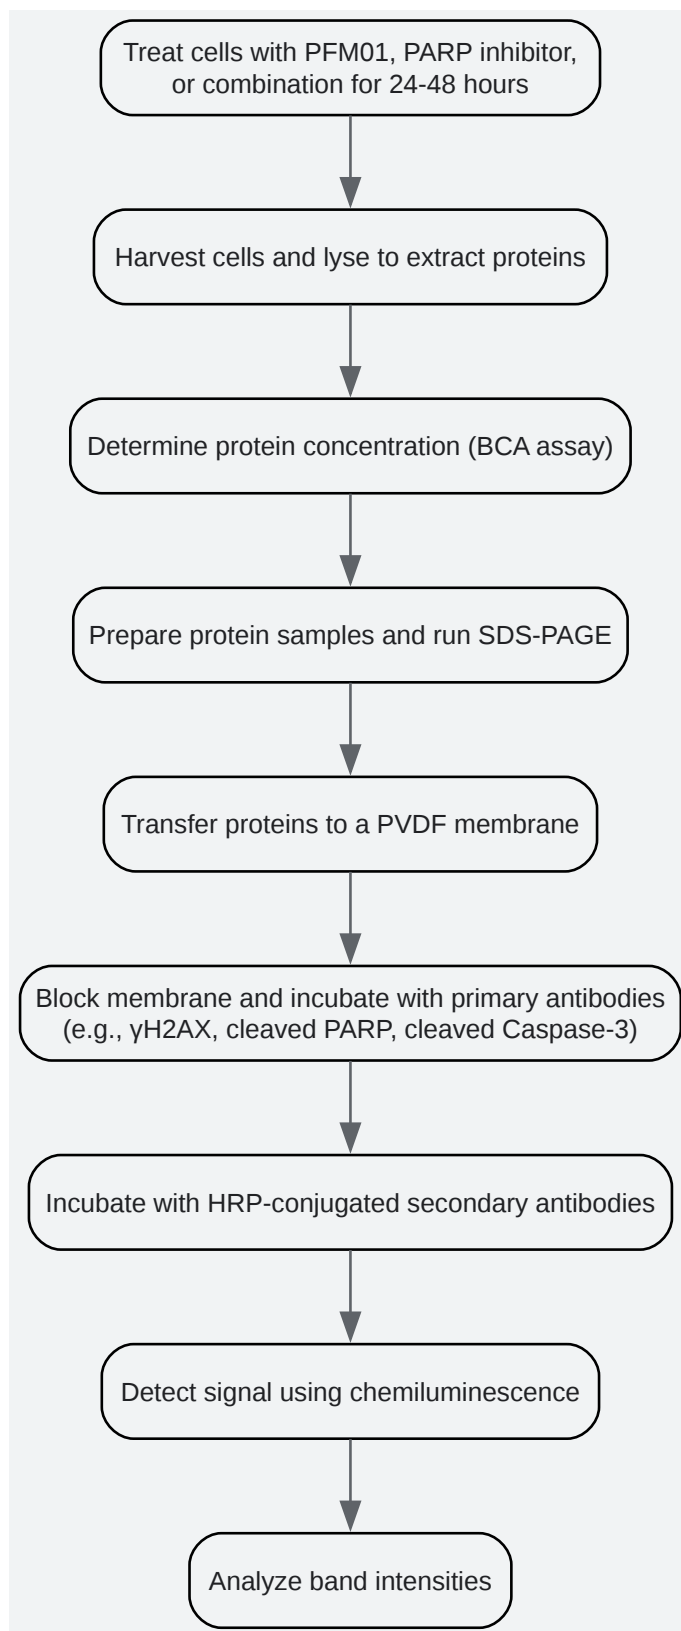 Treat cells with PFM01, PARP inhibitor,
or combination for 24-48 hours
Harvest cells and lyse to extract proteins
Determine protein concentration (BCA assay)
Prepare protein samples and run SDS-PAGE
Transfer proteins to a PVDF membrane
Block membrane and incubate with primary antibodies
(e.g., γH2AX, cleaved PARP, cleaved Caspase-3)
Incubate with HRP-conjugated secondary antibodies
Detect signal using chemiluminescence
Analyze band intensities